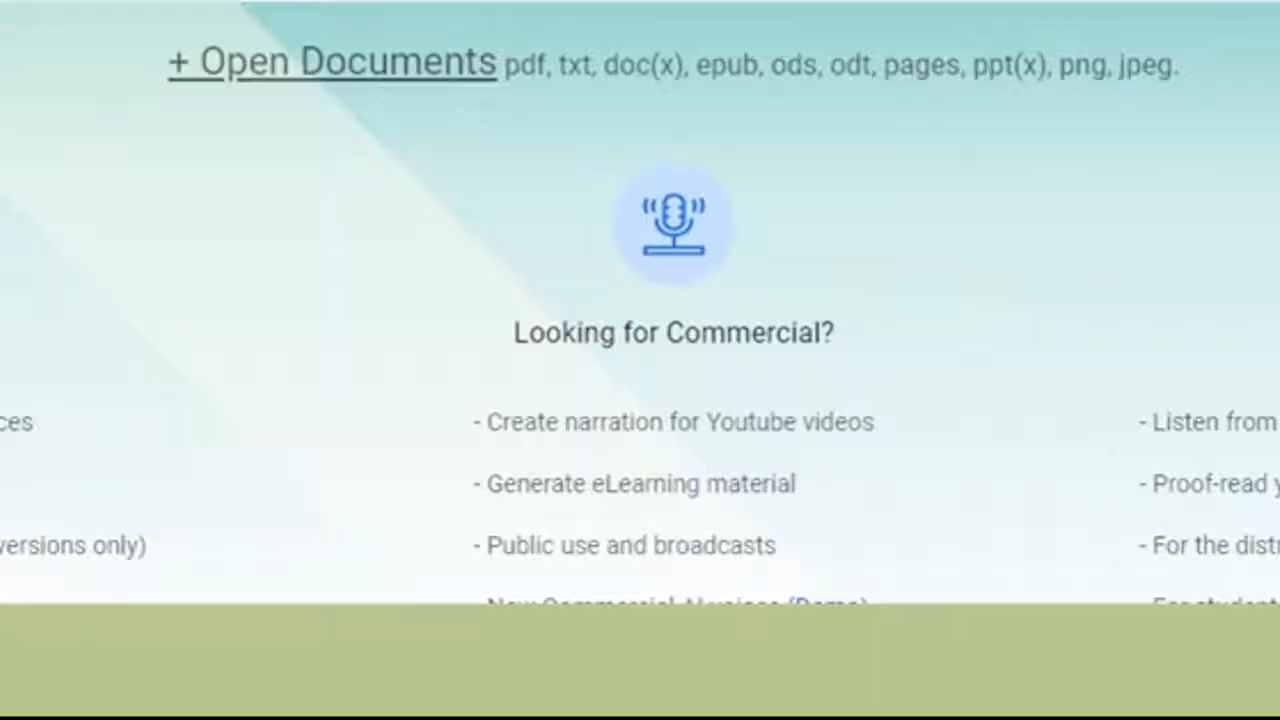 + Open Documents pdf, txt, doc(x), epub, ods, odt, pages, ppt(x), png, jpeg.
Looking for Commercial?
ces
- Create narration for Youtube videos
- Listen from
- Generate eLearning material
- Proof-read y
versions only)
- Public use and broadcasts
- For the distr